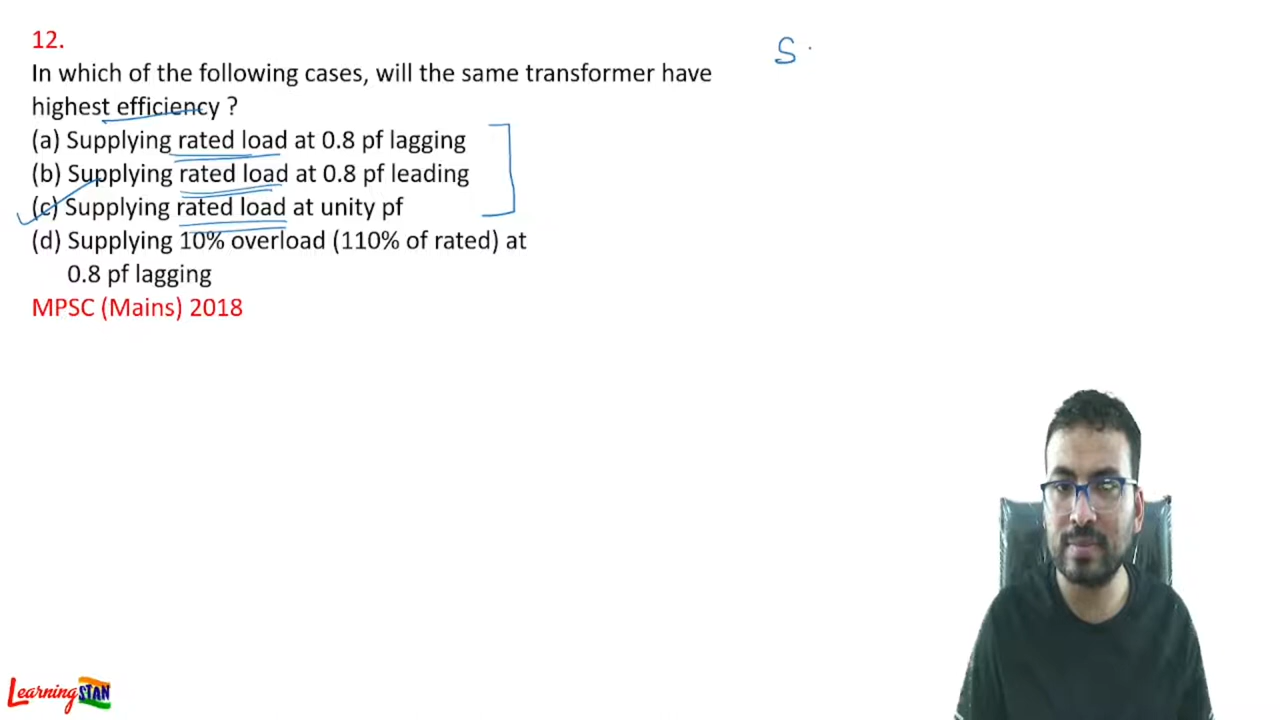 12.
In which of the following cases, will the same transformer have
highest efficiency ?
(a) Supplying rated load at 0.8 pf lagging
(b) Supplying rated load at 0.8 pf leading
(c) Supplying rated load at unity pf
(d) Supplying 10% overload (110% of rated) at
0.8 pf lagging
MPSC (Mains) 2018
S
LearningSTAN